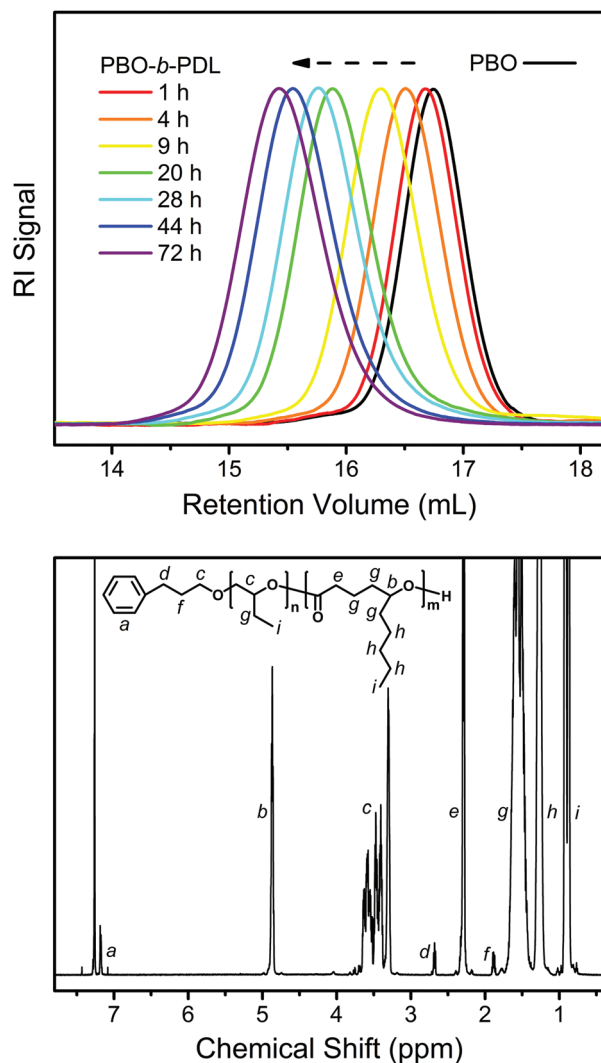 PBO-b-PDL
PBO
1 h
4 h
9 h
20 h
28 h
44 h
72 h
RI Signal
14 15 16 17 18
Retention Volume (mL)
d c c O e g b O
f O n O g g m H
a g i h
h h
i
b c e g h i
a d f
7 6 5 4 3 2 1
Chemical Shift (ppm)